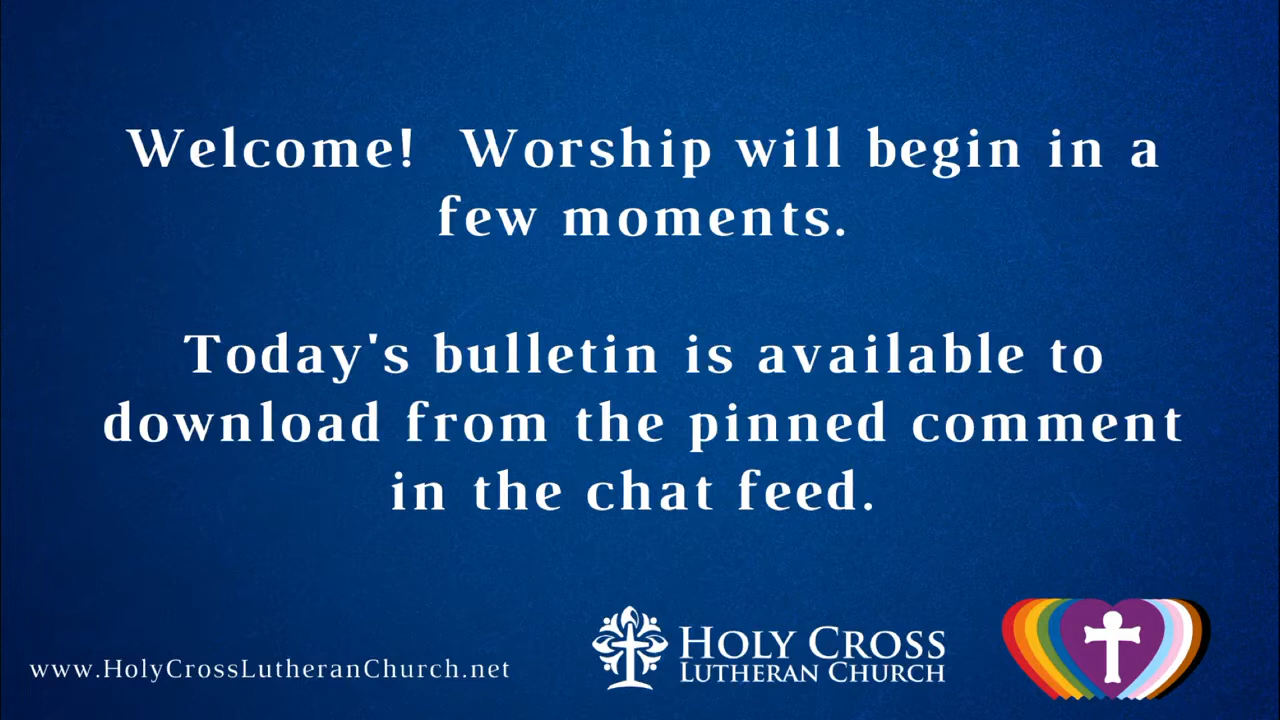 Welcome!  Worship will begin in a
few moments.
Today's bulletin is available to
download from the pinned comment
in the chat feed.
www.HolyCrossLutheranChurch.net
Holy Cross
Lutheran Church